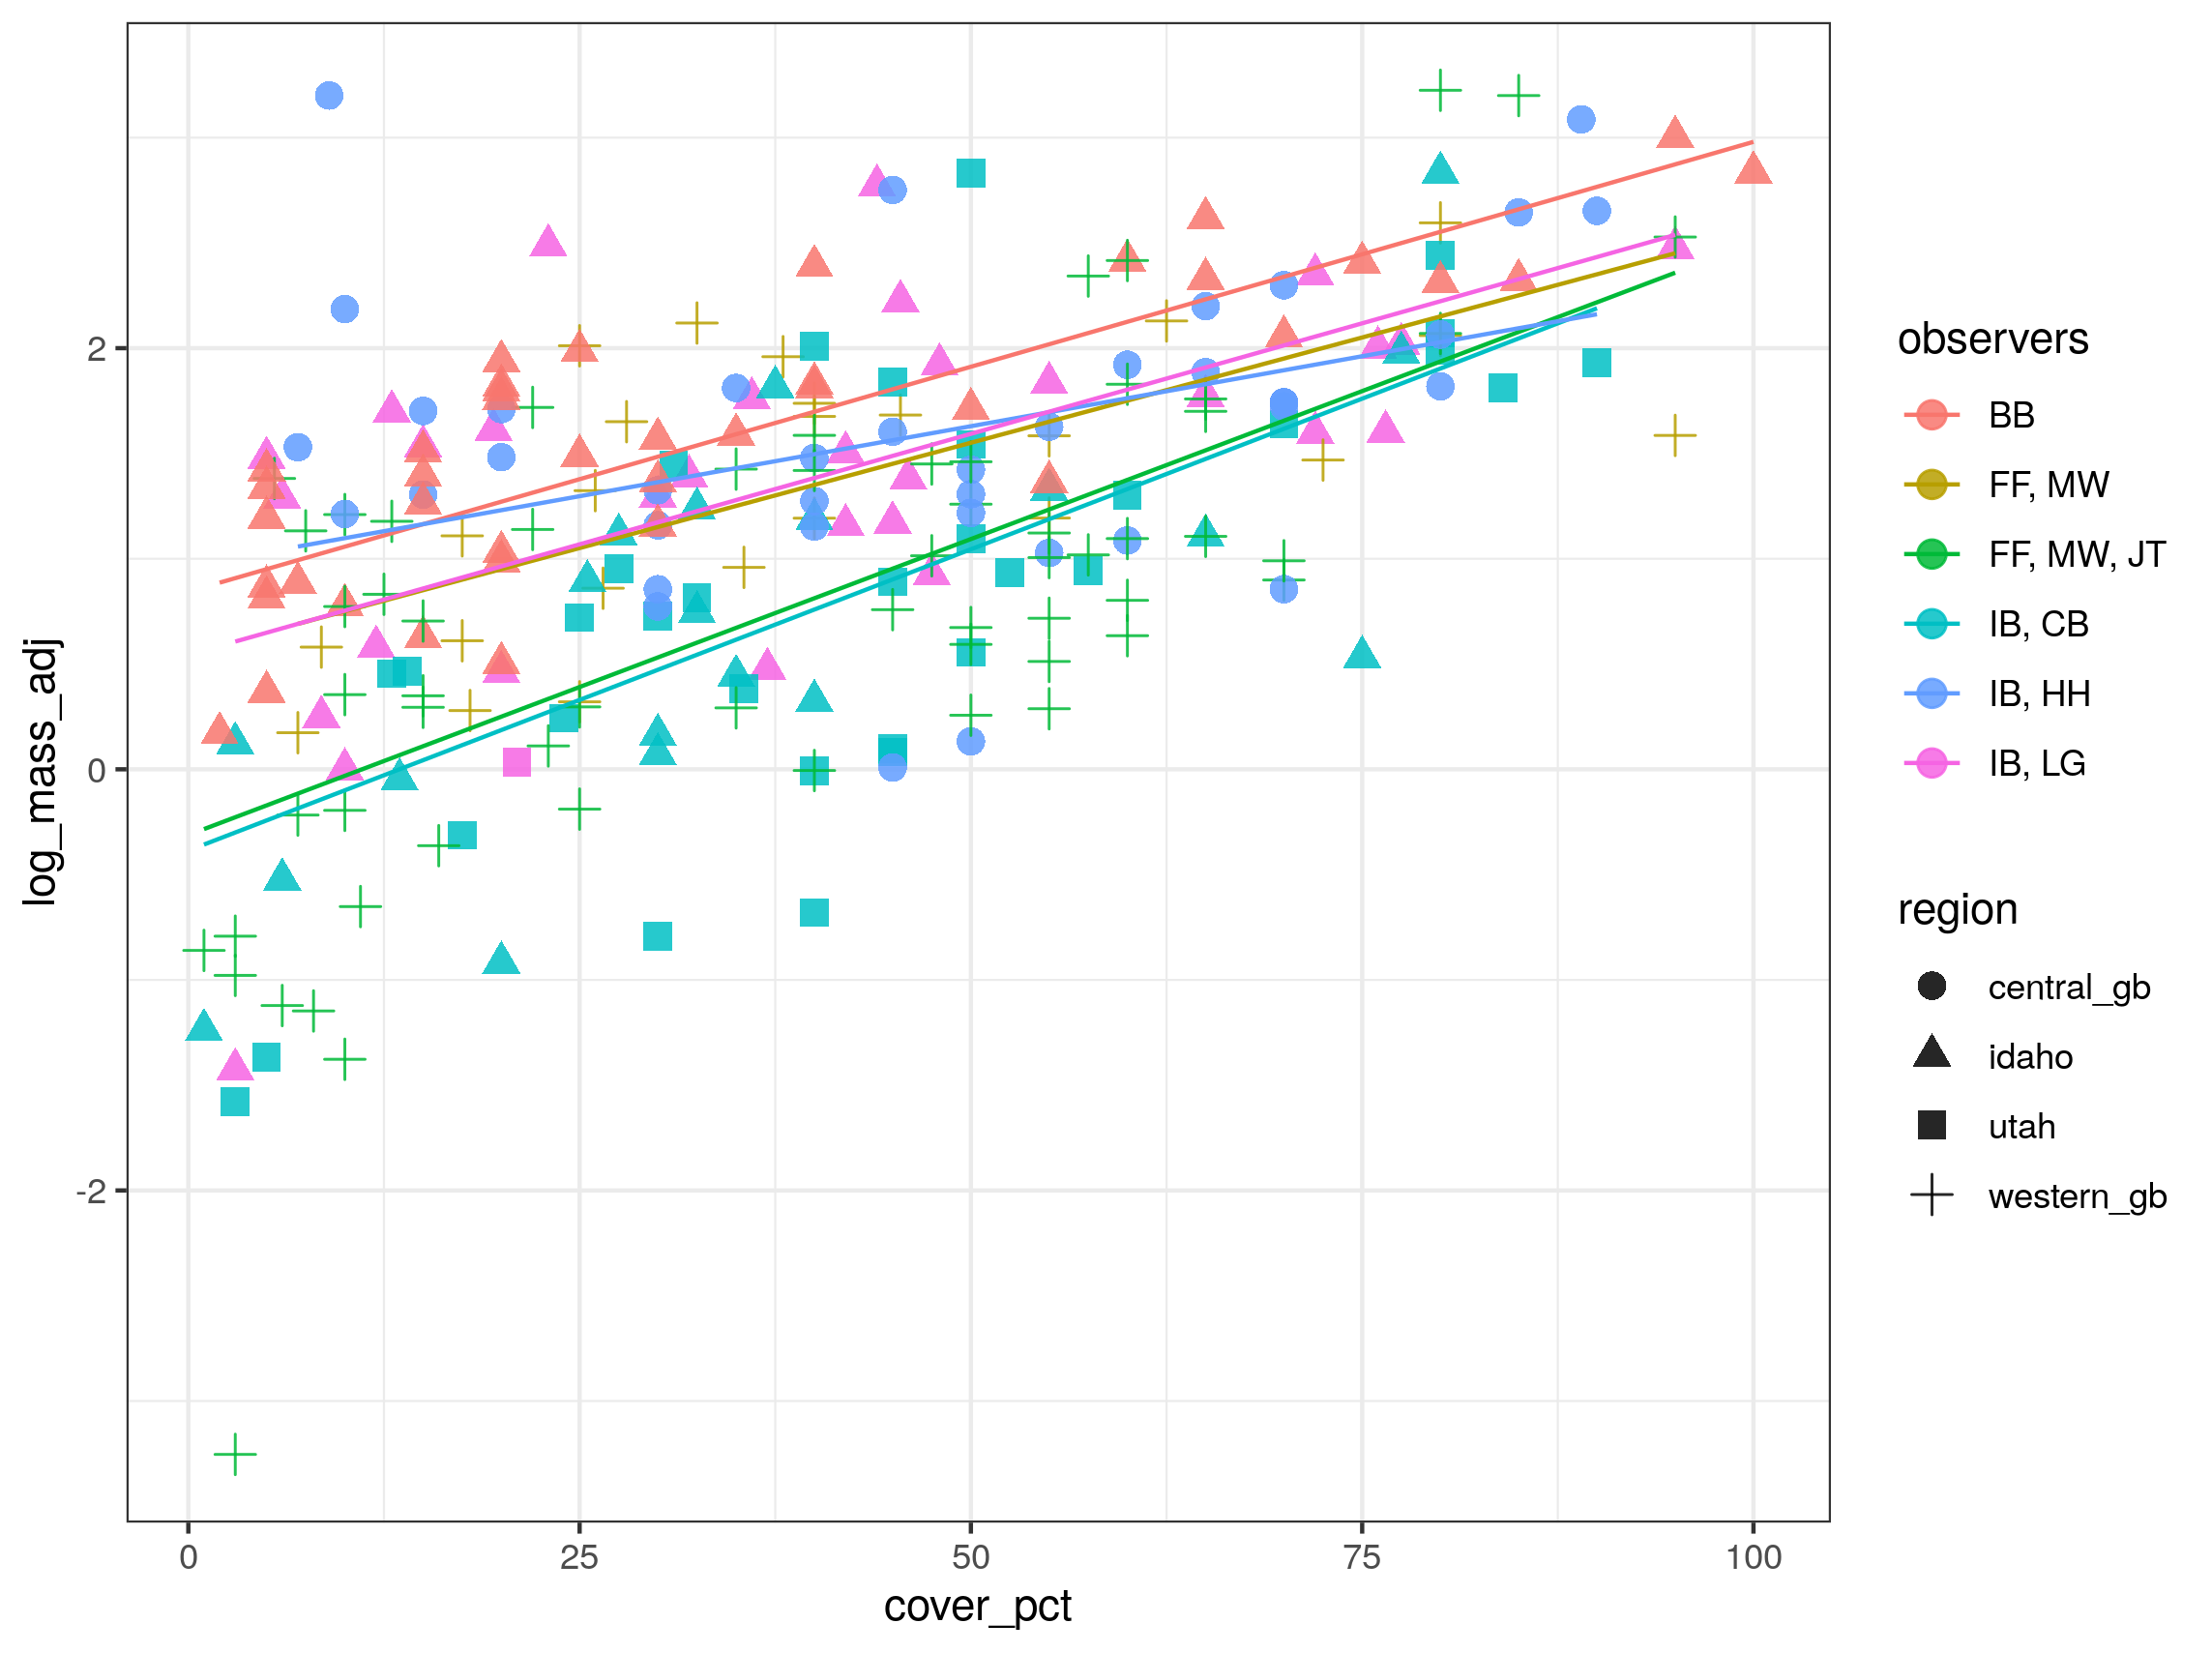 log_mass_adj
2
0
-2
0
25
50
75
100
cover_pct
observers
BB
FF, MW
FF, MW, JT
IB, CB
IB, HH
IB, LG
region
central_gb
idaho
utah
western_gb